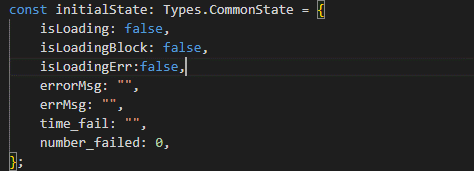 const initialState: Types.CommonState = {
isLoading: false,
isLoadingBlock: false,
isLoadingErr:false,
errorMsg: "",
errMsg: "",
time_fail: "",
number_failed: 0,
};